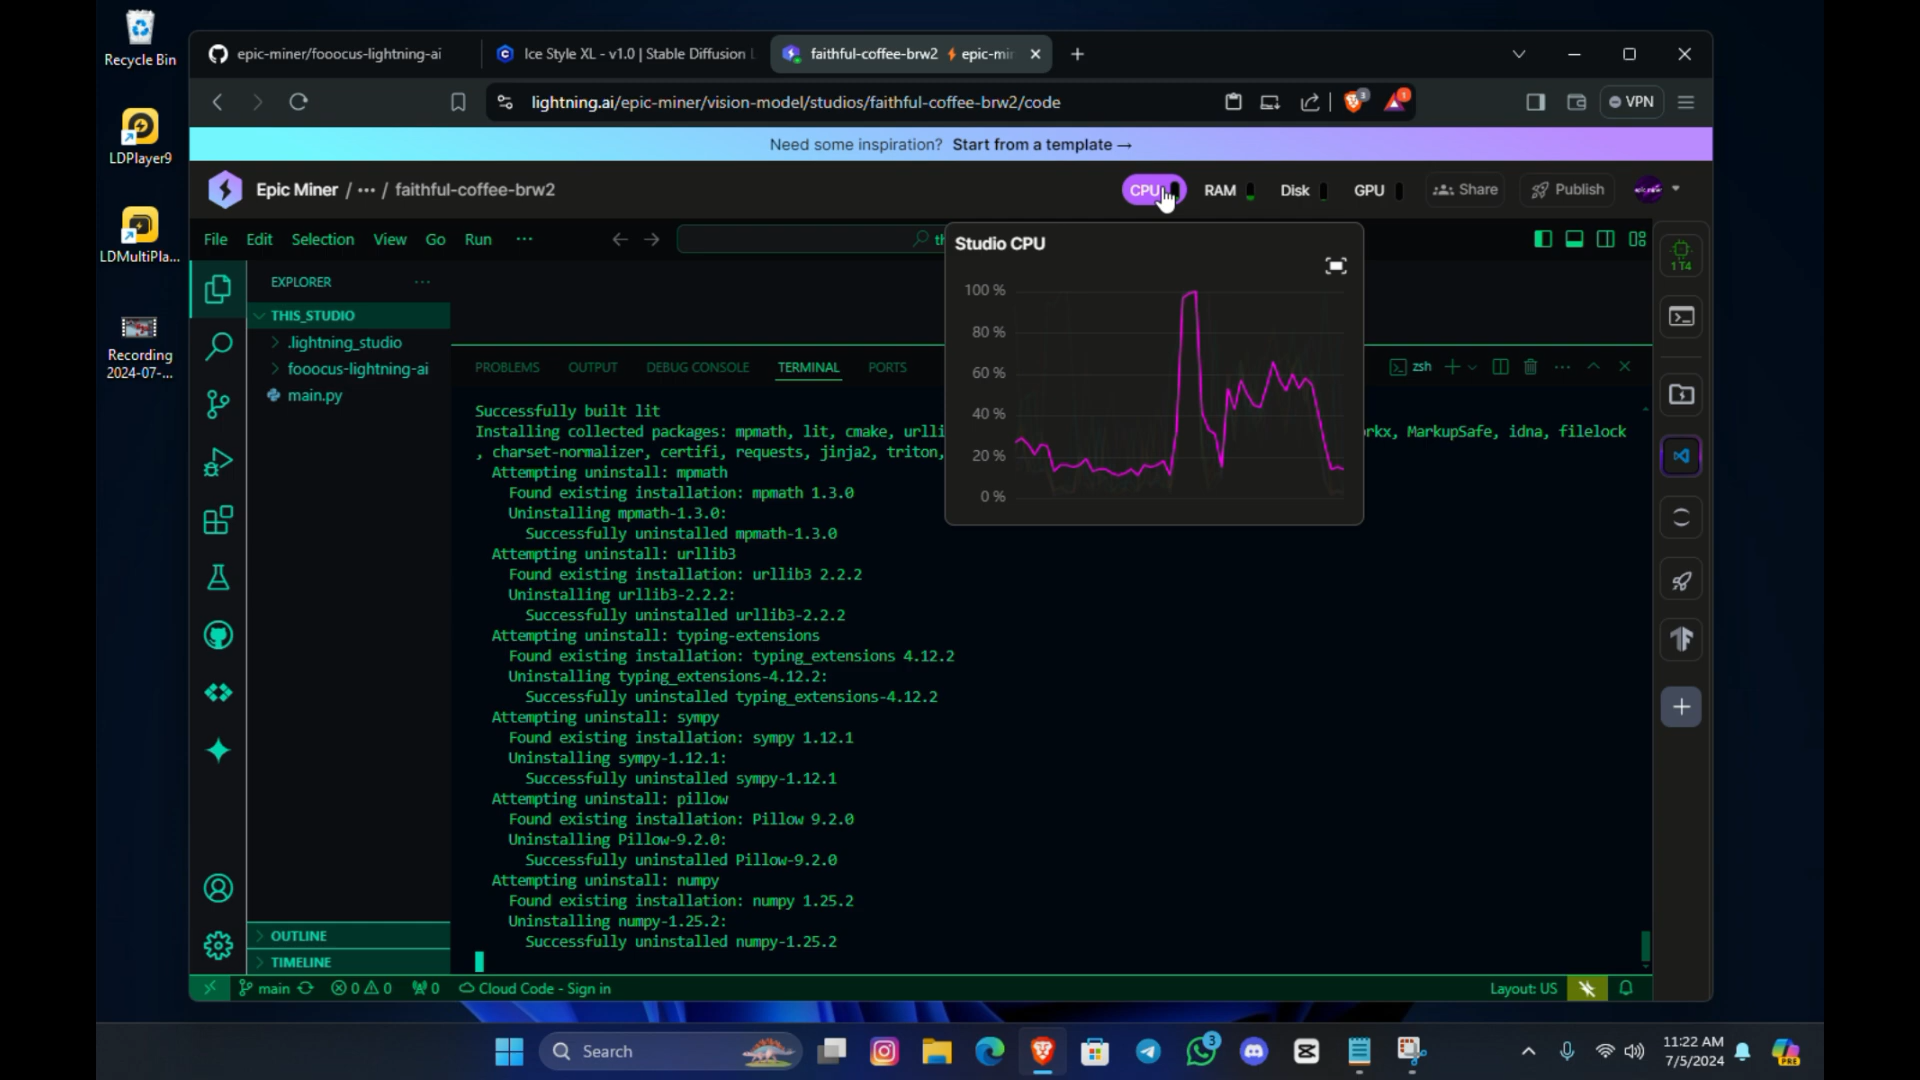 Recycle Bin
LDPlayer9
LDMultiPla...
Recording
2024-07-...
epic-miner/fooocus-lightning-ai
Ice Style XL - v1.0 | Stable Diffusion
faithful-coffee-brw2 ⚡ epic-mi
lightning.ai/epic-miner/vision-model/studios/faithful-coffee-brw2/code
3
1
VPN
Need some inspiration? Start from a template →
Epic Miner / ··· / faithful-coffee-brw2
CPU
RAM
Disk
GPU
Share
Publish
File Edit Selection View Go Run ···
Studio CPU
100 %
80 %
60 %
40 %
20 %
0 %
1 T4
EXPLORER
THIS_STUDIO
.lightning_studio
fooocus-lightning-ai
main.py
OUTLINE
TIMELINE
PROBLEMS OUTPUT DEBUG CONSOLE TERMINAL PORTS
zsh
Successfully built lit
Installing collected packages: mpmath, lit, cmake, urlli rkx, MarkupSafe, idna, filelock
, charset-normalizer, certifi, requests, jinja2, triton,
Attempting uninstall: mpmath
Found existing installation: mpmath 1.3.0
Uninstalling mpmath-1.3.0:
Successfully uninstalled mpmath-1.3.0
Attempting uninstall: urllib3
Found existing installation: urllib3 2.2.2
Uninstalling urllib3-2.2.2:
Successfully uninstalled urllib3-2.2.2
Attempting uninstall: typing-extensions
Found existing installation: typing_extensions 4.12.2
Uninstalling typing_extensions-4.12.2:
Successfully uninstalled typing_extensions-4.12.2
Attempting uninstall: sympy
Found existing installation: sympy 1.12.1
Uninstalling sympy-1.12.1:
Successfully uninstalled sympy-1.12.1
Attempting uninstall: pillow
Found existing installation: Pillow 9.2.0
Uninstalling Pillow-9.2.0:
Successfully uninstalled Pillow-9.2.0
Attempting uninstall: numpy
Found existing installation: numpy 1.25.2
Uninstalling numpy-1.25.2:
Successfully uninstalled numpy-1.25.2
main 0 0 0 Cloud Code - Sign in
Layout: US
Search
3
11:22 AM
7/5/2024
PRE